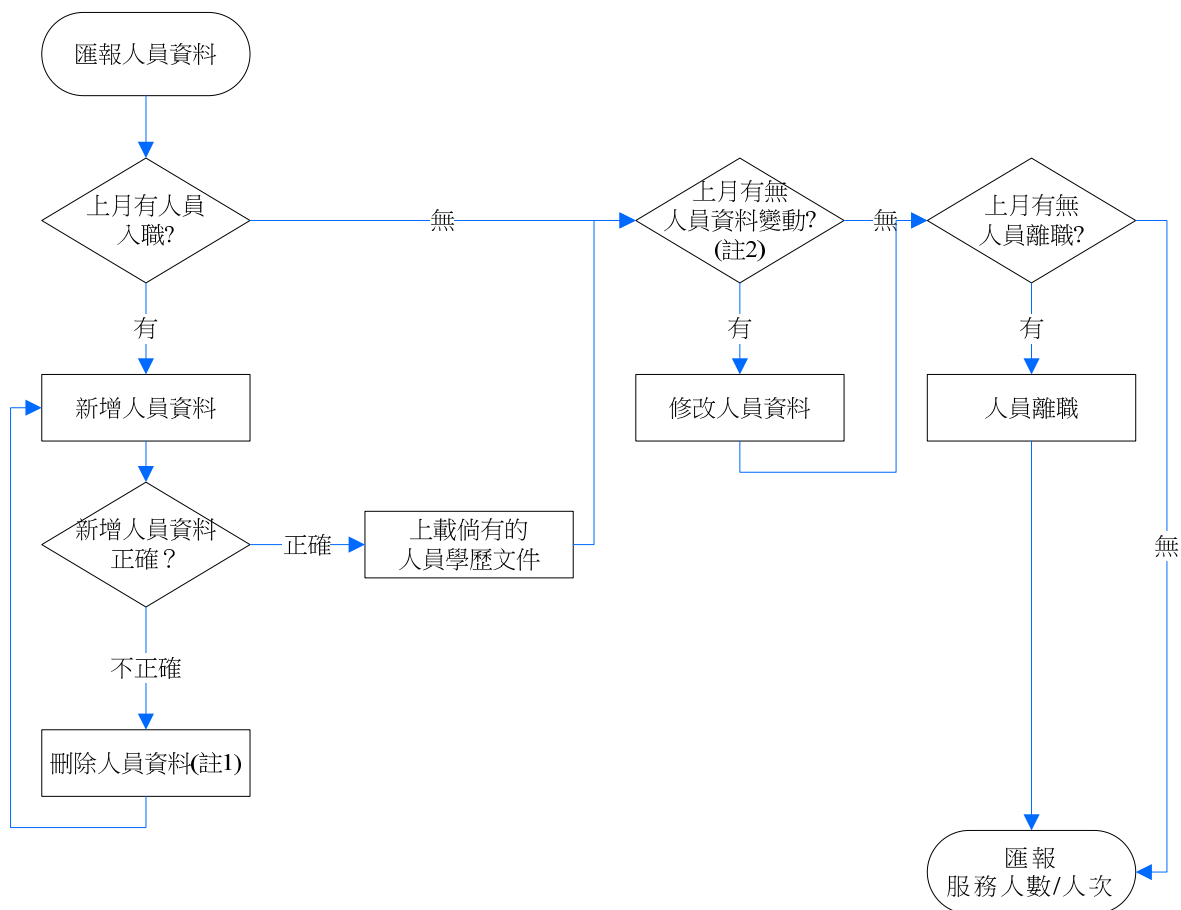 匯報人員資料
上月有人員
入職?
無
上月有無
人員資料變動?
(註2)
無
上月有無
人員離職?
有
有
有
新增人員資料
修改人員資料
人員離職
新增人員資料
正確？
正確
上載倘有的
人員學歷文件
無
不正確
刪除人員資料(註1)
匯報
服務人數/人次